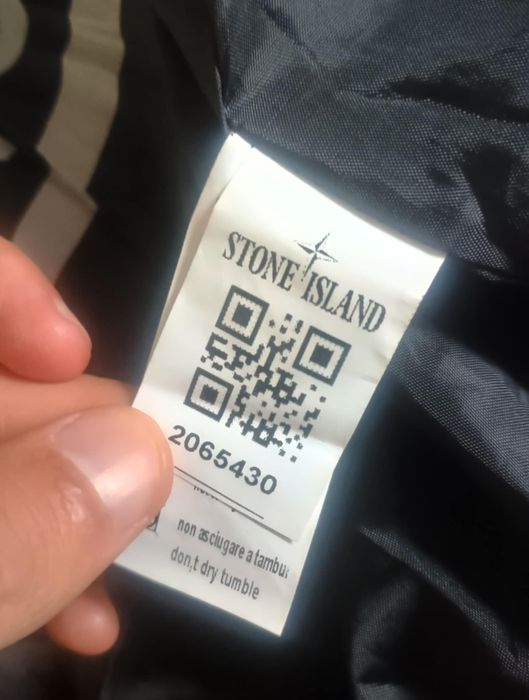 STONE ISLAND
2065430
non asciugare a tambu
don,t dry tumble